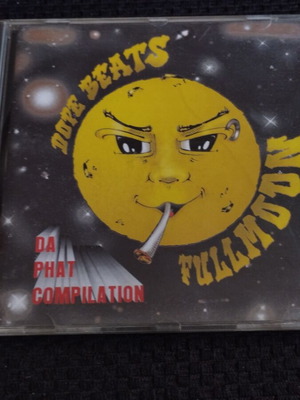 DOPE BEATS
FULLMOON
DA
PHAT
COMPILATION